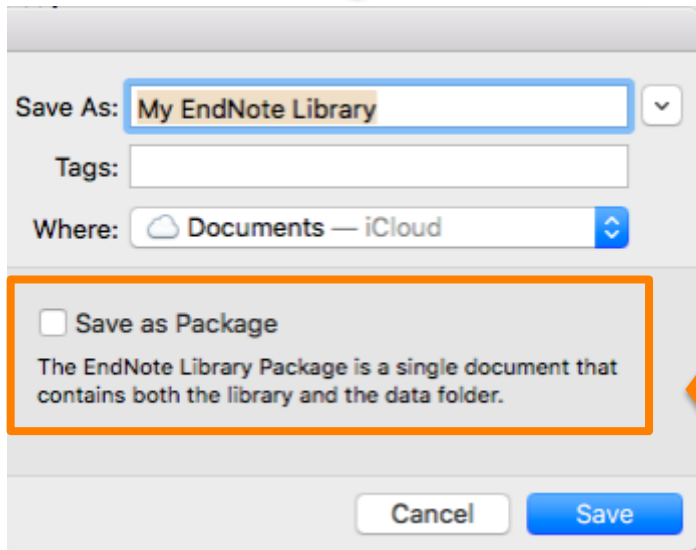 Save As: My EndNote Library
Tags:
Where: Documents — iCloud
Save as Package
The EndNote Library Package is a single document that
contains both the library and the data folder.
Cancel Save